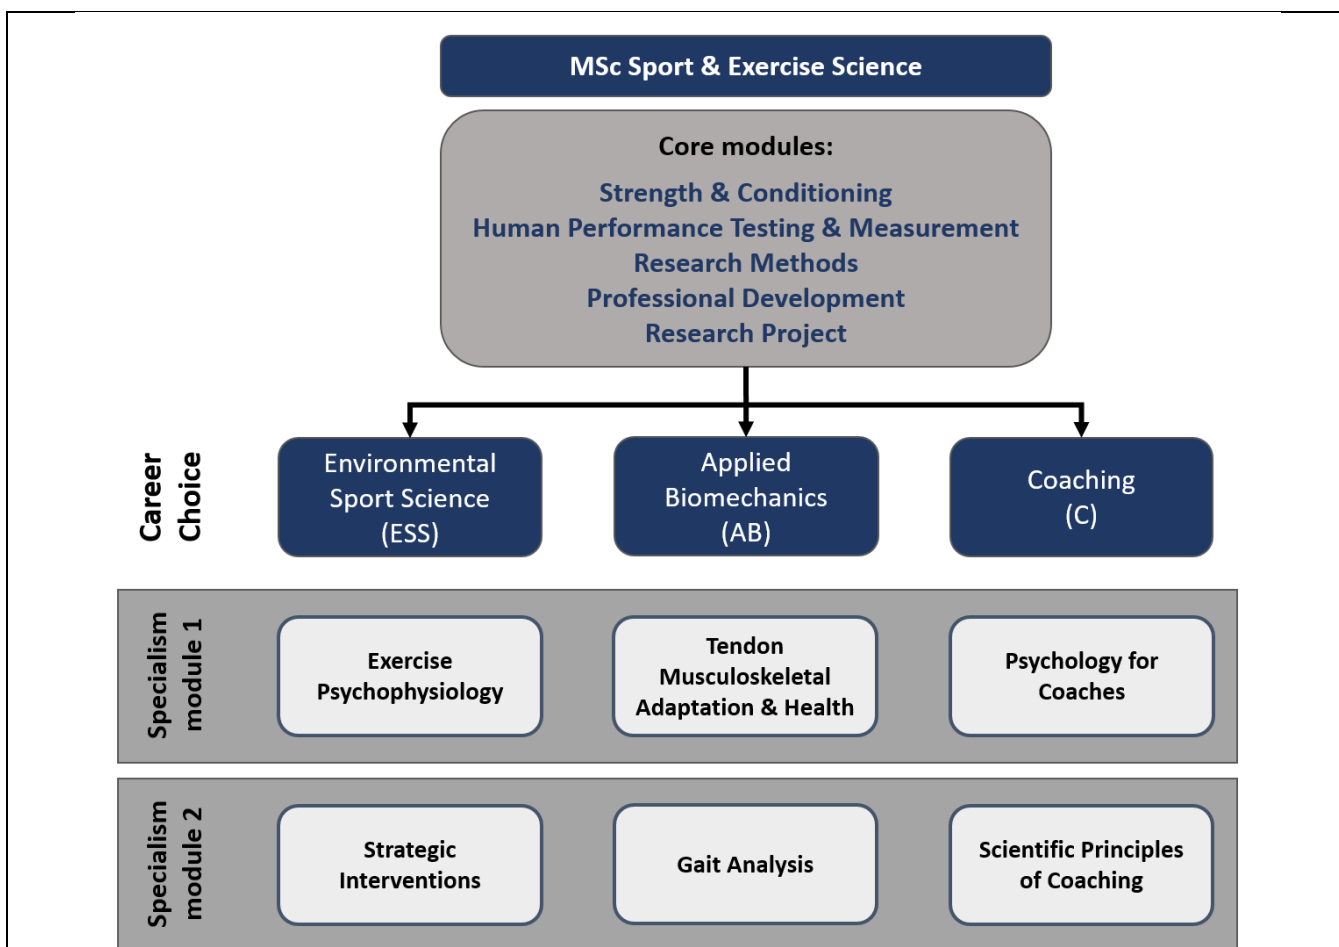 MSc Sport & Exercise Science
Core modules:
Strength & Conditioning
Human Performance Testing & Measurement
Research Methods
Professional Development
Research Project
Career
Choice
Environmental
Sport Science
(ESS)
Applied
Biomechanics
(AB)
Coaching
(C)
Specialism
module 1
Exercise
Psychophysiology
Tendon
Musculoskeletal
Adaptation & Health
Psychology for
Coaches
Specialism
module 2
Strategic
Interventions
Gait Analysis
Scientific Principles
of Coaching